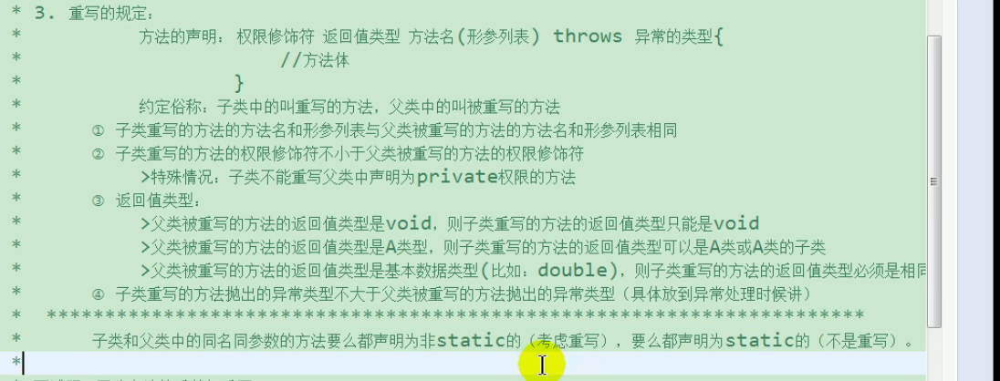 * 3. 重写的规定:
* 方法的声明: 权限修饰符 返回值类型 方法名(形参列表) throws 异常的类型{
* //方法体
* }
* 约定俗称: 子类中的叫重写的方法, 父类中的叫被重写的方法
* ① 子类重写的方法的方法名和形参列表与父类被重写的方法的方法名和形参列表相同
* ② 子类重写的方法的权限修饰符不小于父类被重写的方法的权限修饰符
* >特殊情况: 子类不能重写父类中声明为private权限的方法
* ③ 返回值类型:
* >父类被重写的方法的返回值类型是void, 则子类重写的方法的返回值类型只能是void
* >父类被重写的方法的返回值类型是A类型, 则子类重写的方法的返回值类型可以是A类或A类的子类
* >父类被重写的方法的返回值类型是基本数据类型(比如: double), 则子类重写的方法的返回值类型必须是相同
* ④ 子类重写的方法抛出的异常类型不大于父类被重写的方法抛出的异常类型（具体放到异常处理时候讲）
* **********************************************************************
* 子类和父类中的同名同参数的方法要么都声明为非static的（考虑重写）, 要么都声明为static的（不是重写）。
*